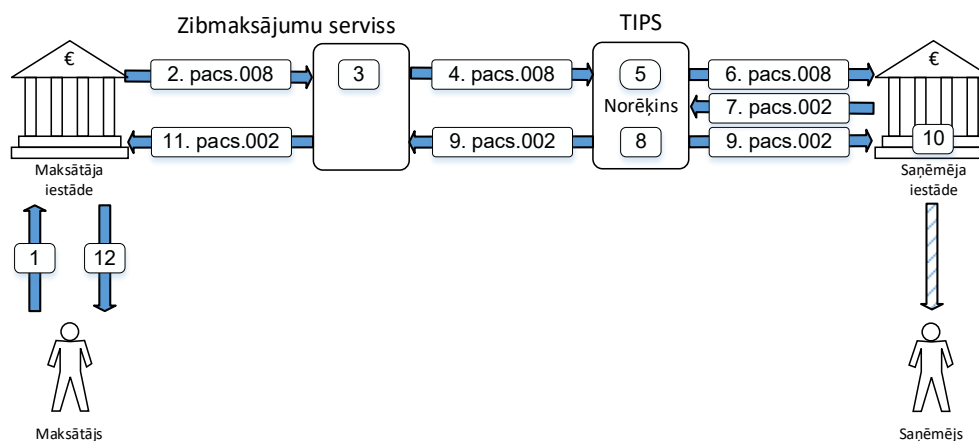 Zibmaksājumu serviss
TIPS
€
2. pacs.008
3
4. pacs.008
5
6. pacs.008
€
Norēķins
7. pacs.002
11. pacs.002
9. pacs.002
8
9. pacs.002
10
Maksātāja
iestāde
Saņēmēja
iestāde
1
12
Maksātājs
Saņēmējs